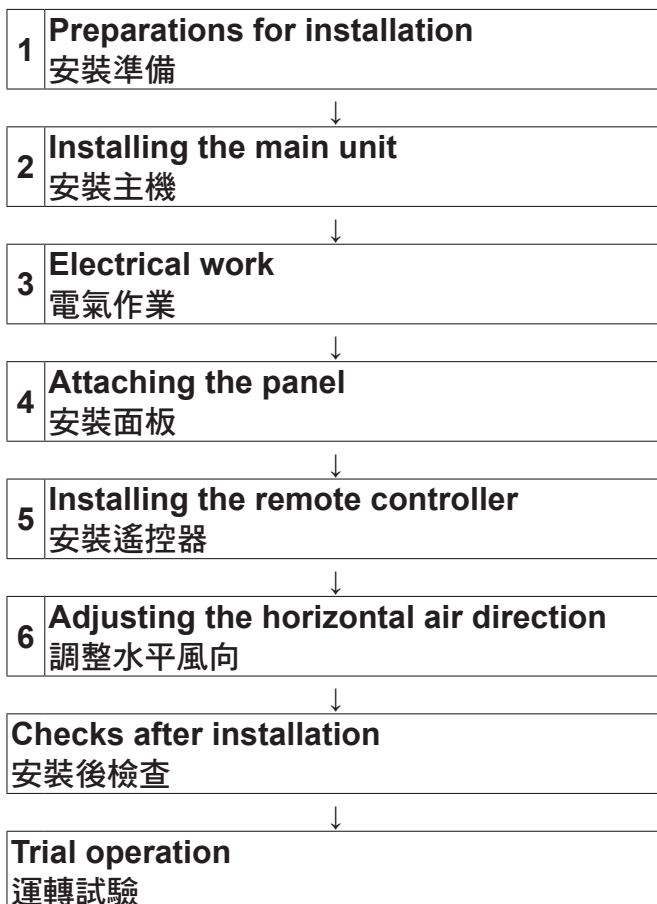 1
Preparations for installation
安裝準備
↓
2
Installing the main unit
安裝主機
↓
3
Electrical work
電氣作業
↓
4
Attaching the panel
安裝面板
↓
5
Installing the remote controller
安裝遙控器
↓
6
Adjusting the horizontal air direction
調整水平風向
↓
Checks after installation
安裝後檢查
↓
Trial operation
運轉試驗